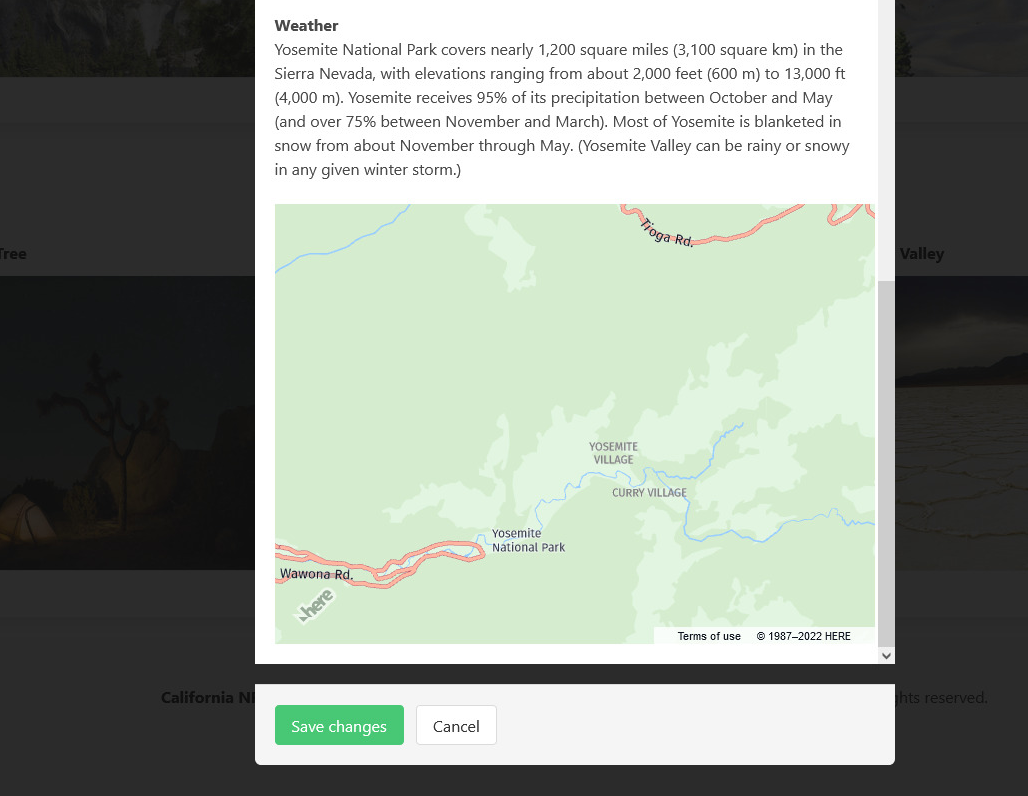 Weather
Yosemite National Park covers nearly 1,200 square miles (3,100 square km) in the
Sierra Nevada, with elevations ranging from about 2,000 feet (600 m) to 13,000 ft
(4,000 m). Yosemite receives 95% of its precipitation between October and May
(and over 75% between November and March). Most of Yosemite is blanketed in
snow from about November through May. (Yosemite Valley can be rainy or snowy
in any given winter storm.)
Tioga Rd.
Tree
Valley
YOSEMITE
VILLAGE
CURRY VILLAGE
Yosemite
National Park
Wawona Rd.
here
Terms of use © 1987–2022 HERE
California
reserved.
Save changes
Cancel